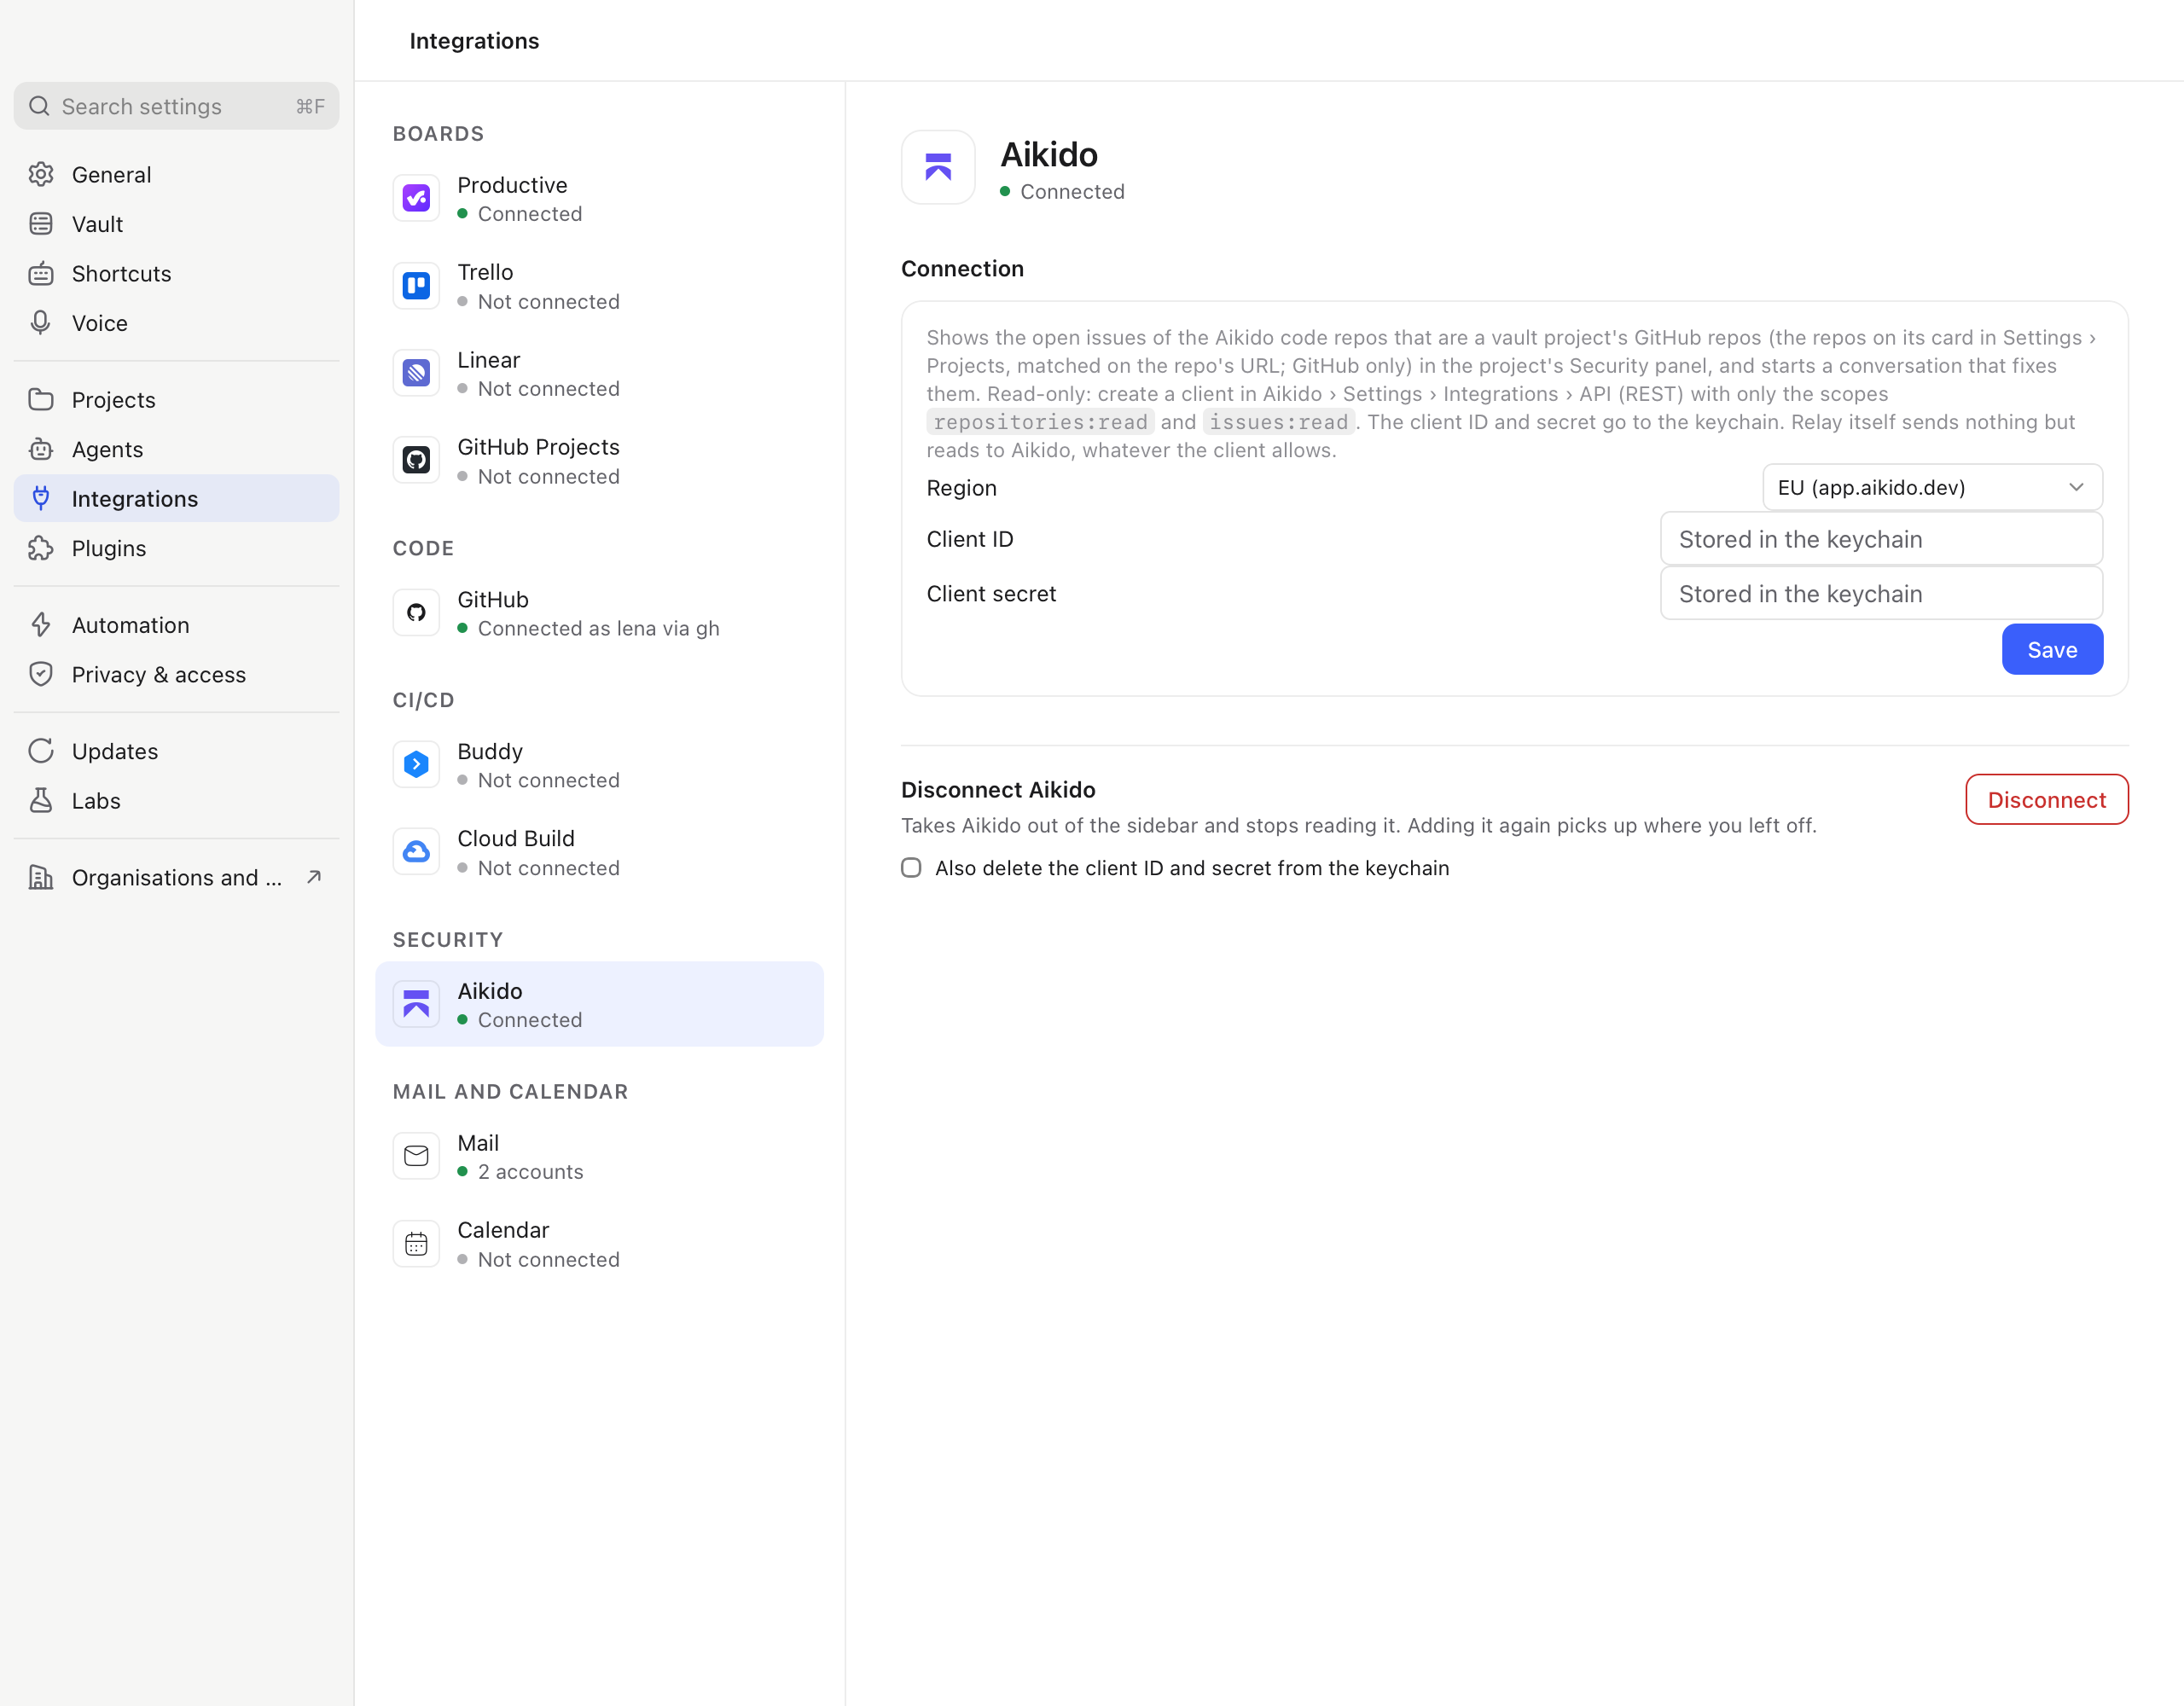 Integrations
Search settings ⌘F
General
Vault
Shortcuts
Voice
Projects
Agents
Integrations
Plugins
Automation
Privacy & access
Updates
Labs
Organisations and ...
BOARDS
Productive
Connected
Trello
Not connected
Linear
Not connected
GitHub Projects
Not connected
CODE
GitHub
Connected as lena via gh
CI/CD
Buddy
Not connected
Cloud Build
Not connected
SECURITY
Aikido
Connected
MAIL AND CALENDAR
Mail
2 accounts
Calendar
Not connected
Aikido
Connected
Connection
Shows the open issues of the Aikido code repos that are a vault project's GitHub repos (the repos on its card in Settings ›
Projects, matched on the repo's URL; GitHub only) in the project's Security panel, and starts a conversation that fixes
them. Read-only: create a client in Aikido › Settings › Integrations › API (REST) with only the scopes
repositories:read and issues:read. The client ID and secret go to the keychain. Relay itself sends nothing but
reads to Aikido, whatever the client allows.
Region
EU (app.aikido.dev)
Client ID
Stored in the keychain
Client secret
Stored in the keychain
Save
Disconnect Aikido
Disconnect
Takes Aikido out of the sidebar and stops reading it. Adding it again picks up where you left off.
Also delete the client ID and secret from the keychain